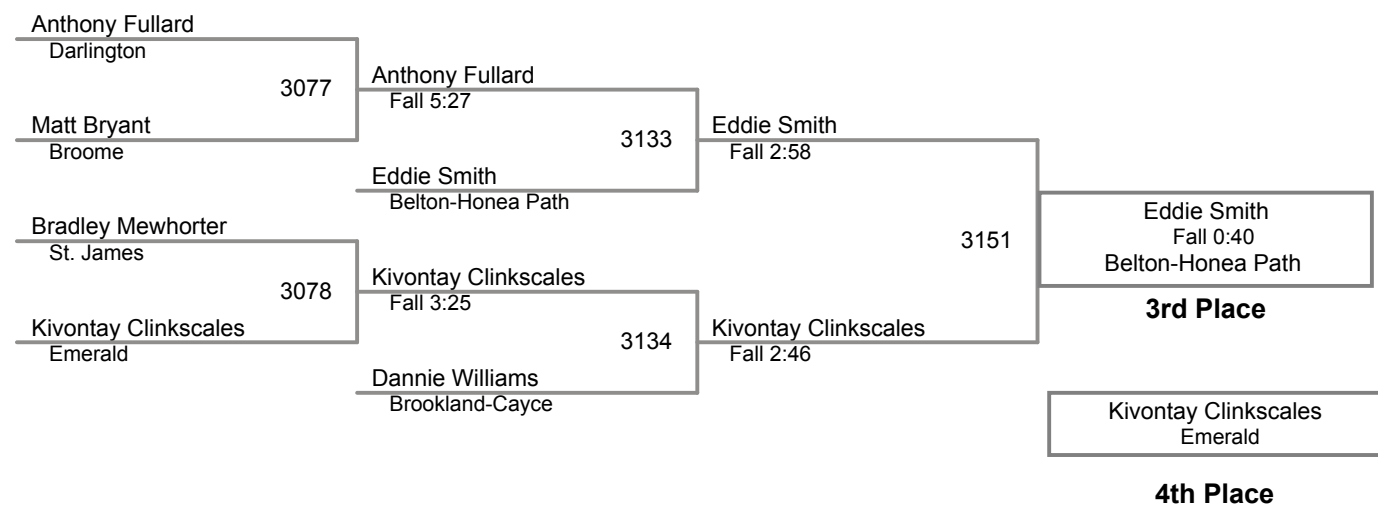 Anthony Fullard
Darlington
3077
Matt Bryant
Broome
Bradley Mewhorter
St. James
3078
Kivontay Clinkscales
Emerald
Anthony Fullard
Fall 5:27
3133
Eddie Smith
Belton-Honea Path
Kivontay Clinkscales
Fall 3:25
3134
Dannie Williams
Brookland-Cayce
Eddie Smith
Fall 2:58
3151
Kivontay Clinkscales
Fall 2:46
Eddie Smith
Fall 0:40
Belton-Honea Path
3rd Place
Kivontay Clinkscales
Emerald
4th Place